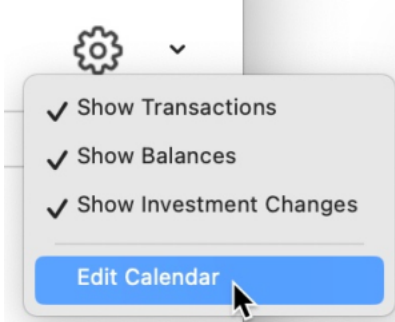 Show Transactions
Show Balances
Show Investment Changes
Edit Calendar